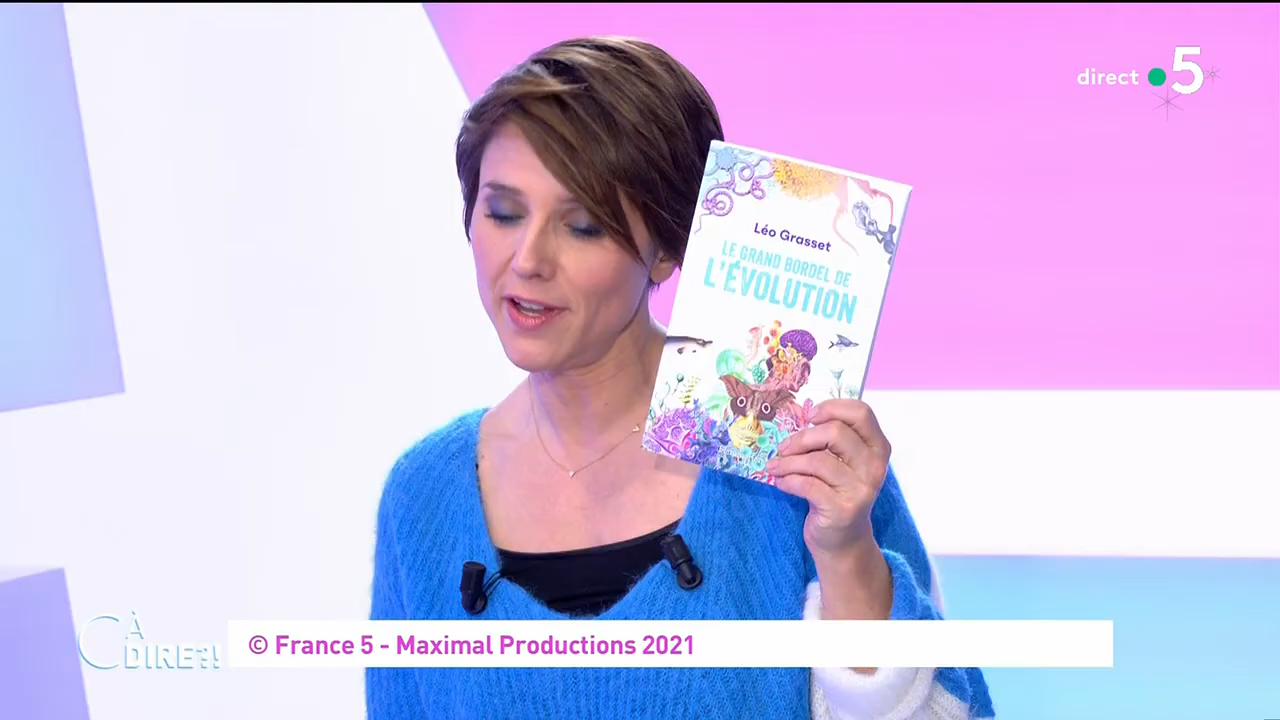 direct 5
Léo Grasset
LE GRAND BORDEL DE
L'ÉVOLUTION
C À
DIRE?!
© France 5 - Maximal Productions 2021